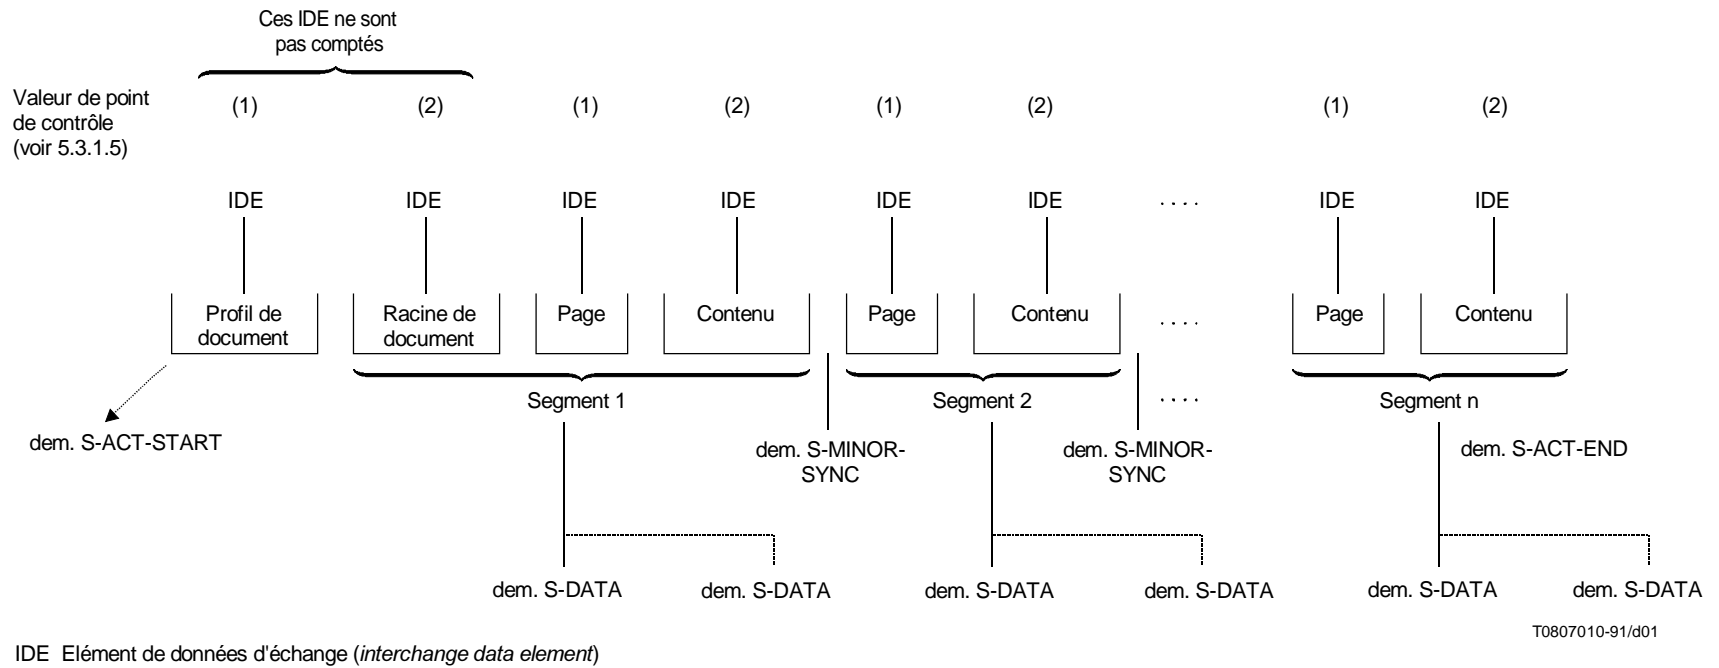 Ces IDE ne sont
pas comptés
Valeur de point
de contrôle
(voir 5.3.1.5)
(1) (2) (1) (2) (1) (2) (1) (2)
IDE IDE IDE IDE IDE IDE . . . . IDE IDE
Profil de
document
Racine de
document
Page
Contenu
Page
Contenu
. . . .
Page
Contenu
Segment 1
Segment 2
. . . .
Segment n
dem. S-ACT-START
dem. S-MINOR-
SYNC
dem. S-MINOR-
SYNC
dem. S-ACT-END
dem. S-DATA dem. S-DATA dem. S-DATA dem. S-DATA dem. S-DATA dem. S-DATA
T0807010-91/d01
IDE Elément de données d'échange (interchange data element)